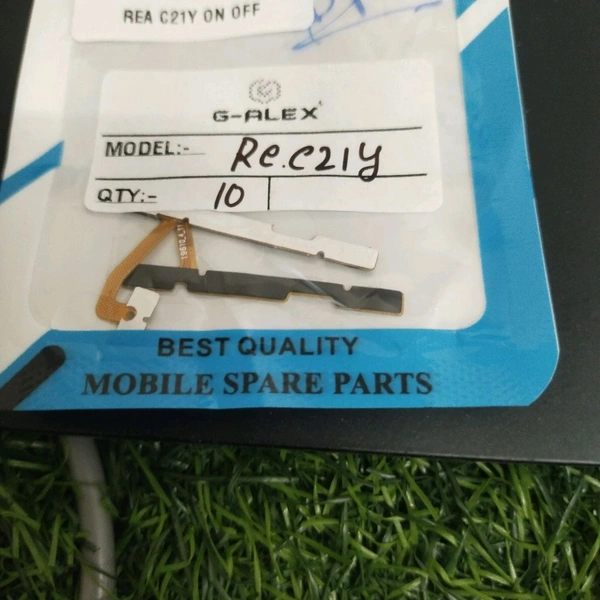 REA C21Y ON OFF
G-ALEX
MODEL:- Re.C21y
QTY:- 10
BEST QUALITY
MOBILE SPARE PARTS